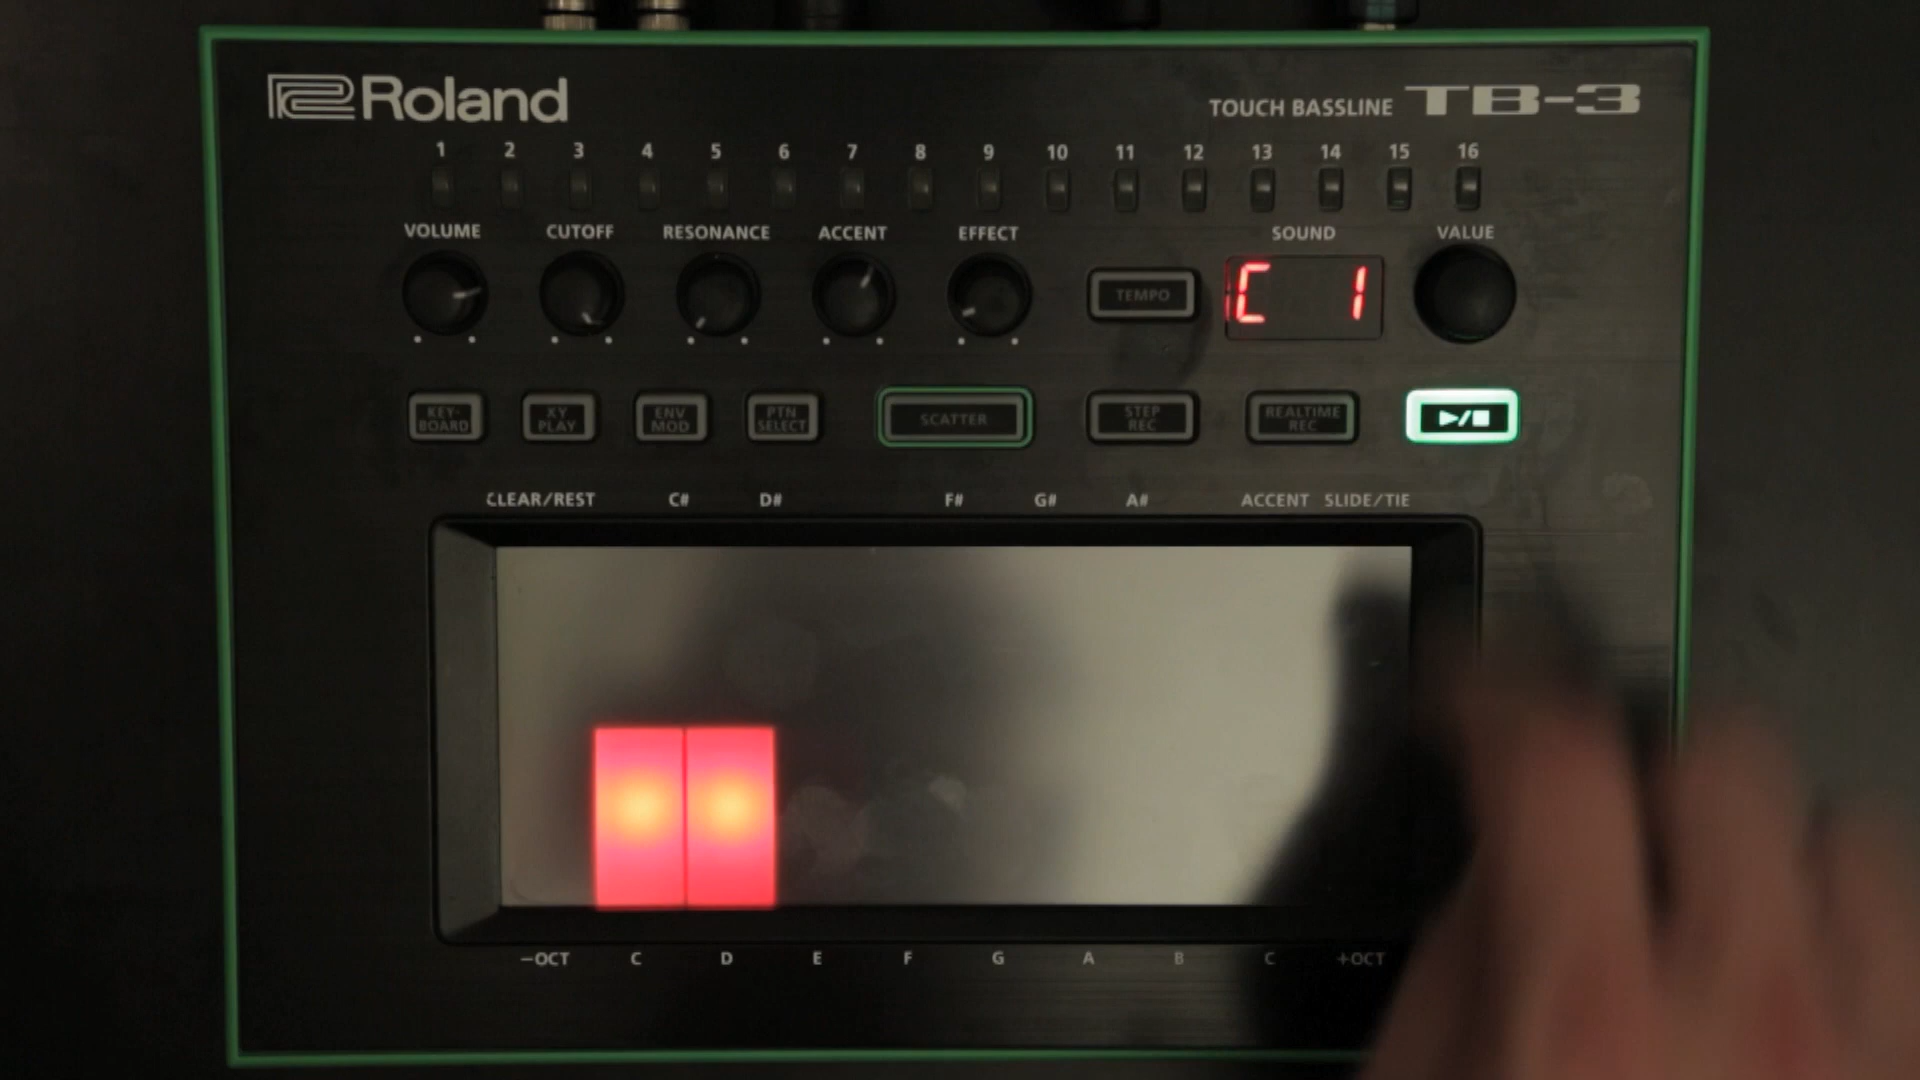 Roland
TOUCH BASSLINE TB-3
1 2 3 4 5 6 7 8 9 10 11 12 13 14 15 16
VOLUME CUTOFF RESONANCE ACCENT EFFECT SOUND VALUE
TEMPO C 1
KEY-
BOARD
XY
PLAY
ENV
MOD
PTN
SELECT
SCATTER
STEP
REC
REALTIME
REC
CLEAR/REST C# D# F# G# A# ACCENT SLIDE/TIE
−OCT C D E F G A B C +OCT